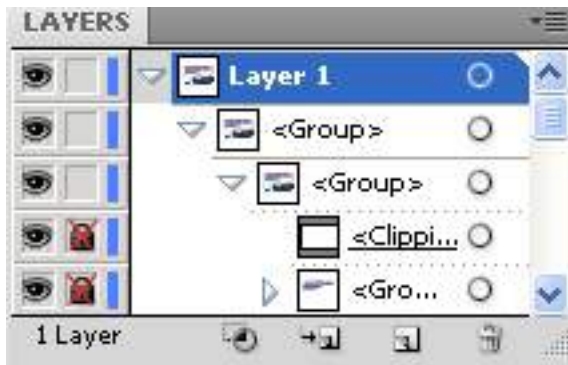 LAYERS
Layer 1
<Group>
<Group>
<Clippi...
<Gro...
1 Layer